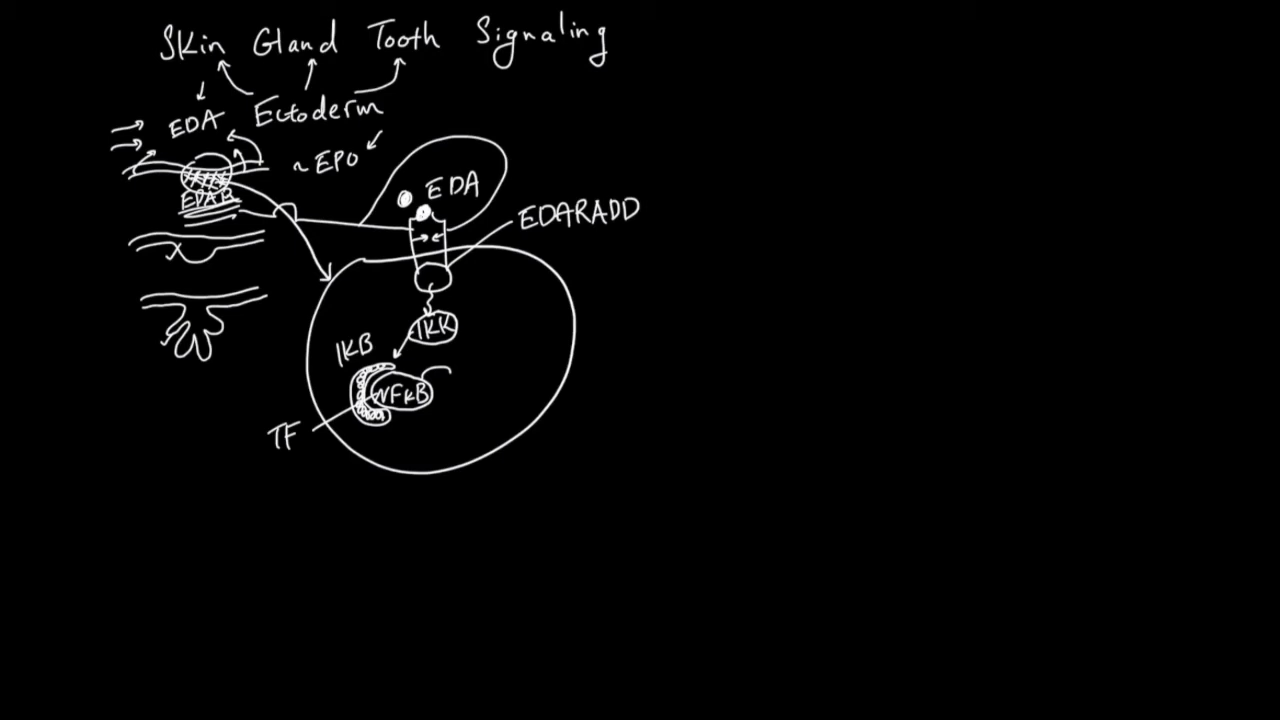 Skin Gland Tooth Signaling
EDA Ectoderm
~ EPO
EDA
EDAR
EDARADD
IKK
IKB
NFKB
TF